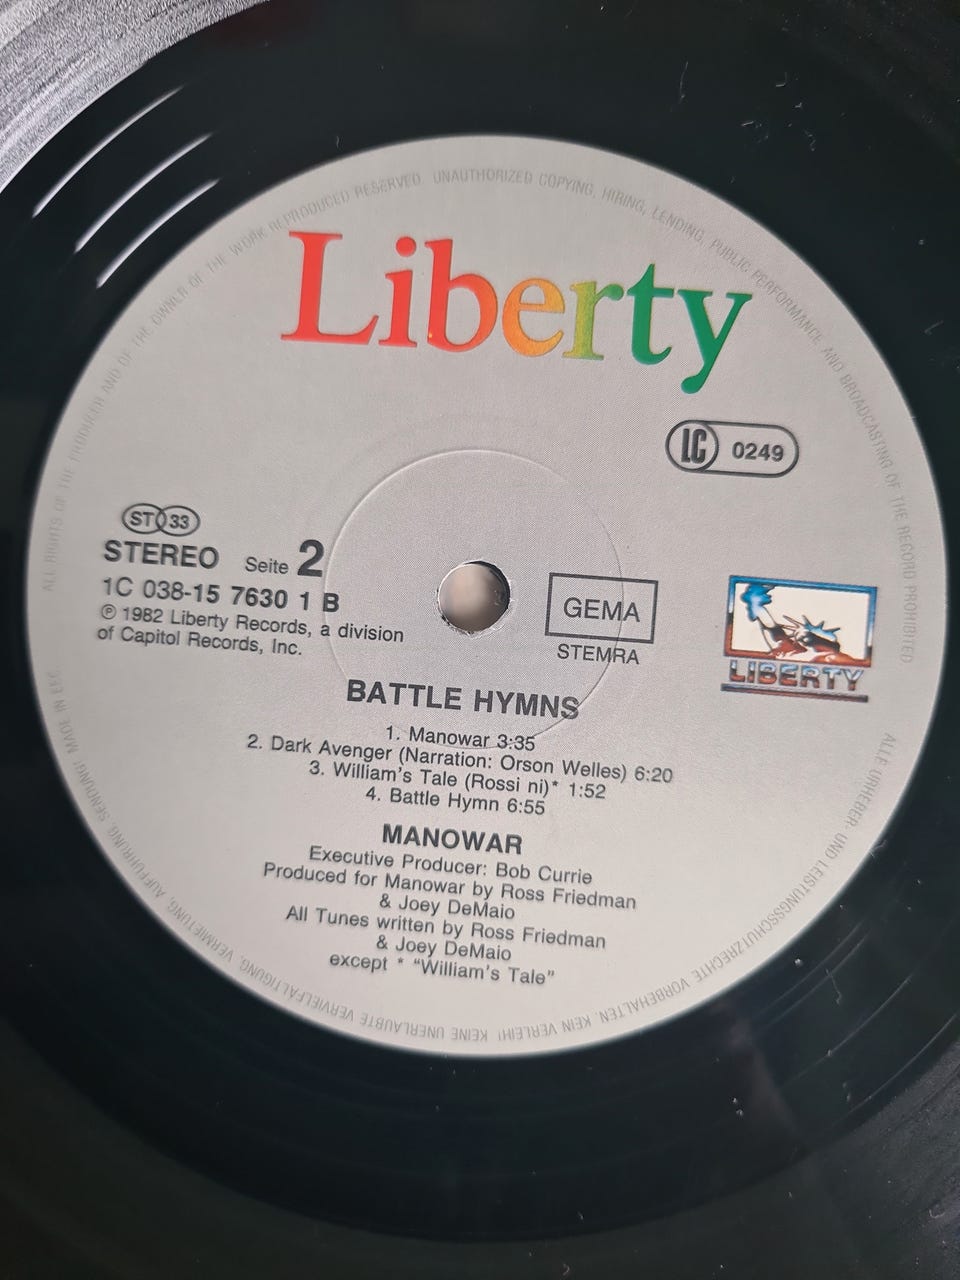 ALL RIGHTS OF THE PRODUCER AND OF THE OWNER OF THE WORK REPRODUCED RESERVED. UNAUTHORIZED COPYING, HIRING, LENDING, PUBLIC PERFORMANCE AND BROADCASTING OF THE RECORD PROHIBITED
Liberty
LC 0249
ST 33
STEREO Seite 2
1C 038-15 7630 1 B
℗ 1982 Liberty Records, a division
of Capitol Records, Inc.
GEMA
STEMRA
LIBERTY
BATTLE HYMNS
1. Manowar 3:35
2. Dark Avenger (Narration: Orson Welles) 6:20
3. William's Tale (Rossi ni)* 1:52
4. Battle Hymn 6:55
MANOWAR
Executive Producer: Bob Currie
Produced for Manowar by Ross Friedman
& Joey DeMaio
All Tunes written by Ross Friedman
& Joey DeMaio
except * "William's Tale"
ALLE URHEBER- UND LEISTUNGSSCHUTZRECHTE VORBEHALTEN. KEIN VERLEIH! KEINE UNERLAUBTE VERVIELFÄLTIGUNG, VERMIETUNG, AUFFÜHRUNG, SENDUNG! MADE IN EEC